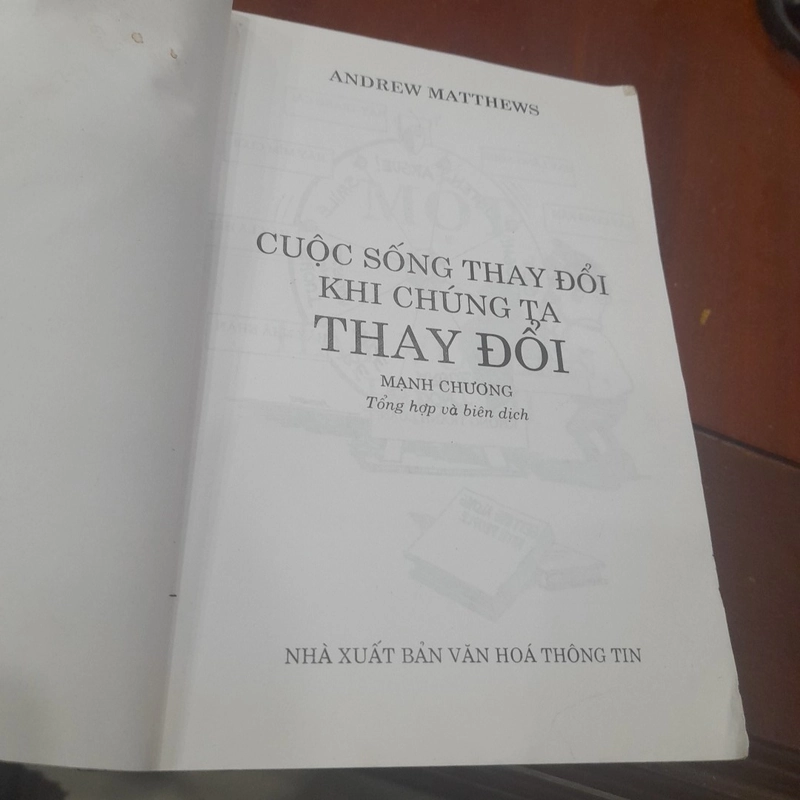 ANDREW MATTHEWS
CUỘC SỐNG THAY ĐỔI
KHI CHÚNG TA
THAY ĐỔI
MẠNH CHƯƠNG
Tổng hợp và biên dịch
NHÀ XUẤT BẢN VĂN HOÁ THÔNG TIN